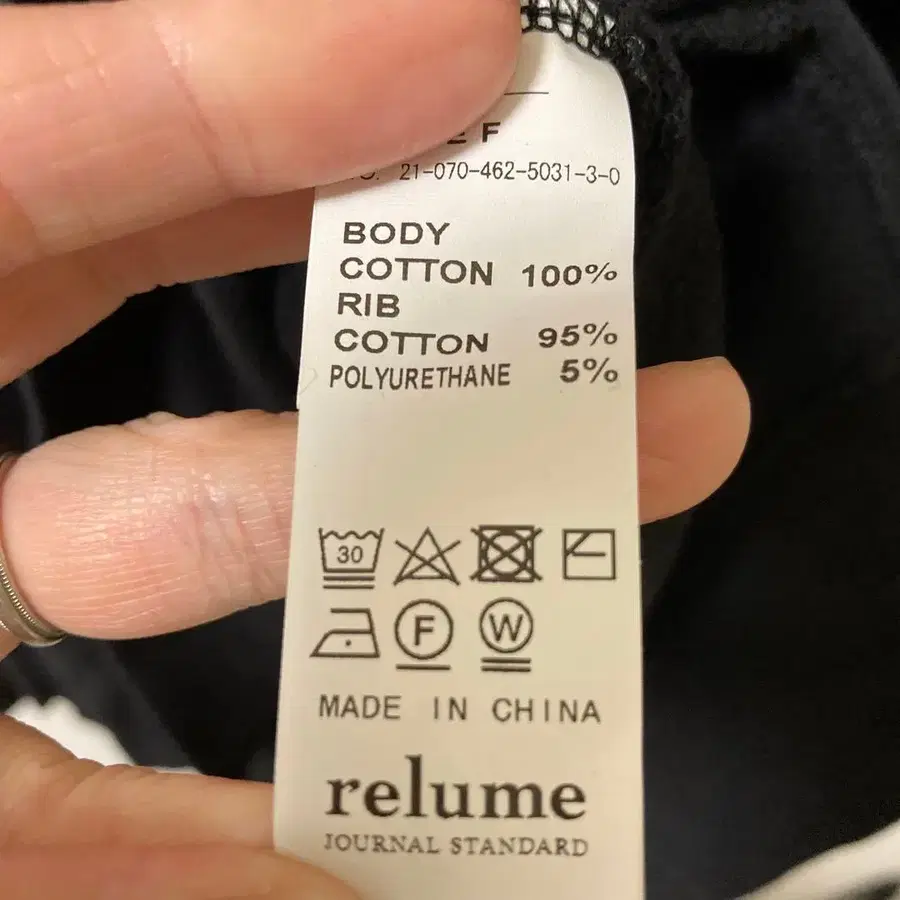 F
21-070-462-5031-3-0
BODY
COTTON 100%
RIB
COTTON 95%
POLYURETHANE 5%
30
F W
MADE IN CHINA
relume
JOURNAL STANDARD